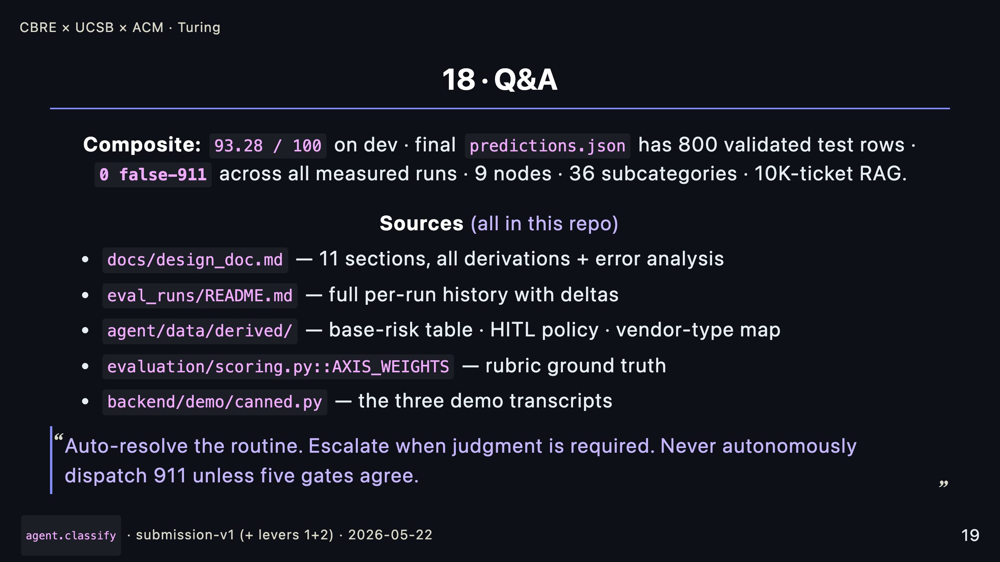 CBRE × UCSB × ACM · Turing
18 · Q&A
Composite: 93.28 / 100 on dev · final predictions.json has 800 validated test rows ·
0 false-911 across all measured runs · 9 nodes · 36 subcategories · 10K-ticket RAG.
Sources (all in this repo)
• docs/design_doc.md — 11 sections, all derivations + error analysis
• eval_runs/README.md — full per-run history with deltas
• agent/data/derived/ — base-risk table · HITL policy · vendor-type map
• evaluation/scoring.py::AXIS_WEIGHTS — rubric ground truth
• backend/demo/canned.py — the three demo transcripts
“Auto-resolve the routine. Escalate when judgment is required. Never autonomously
dispatch 911 unless five gates agree.”
agent.classify · submission-v1 (+ levers 1+2) · 2026-05-22
19